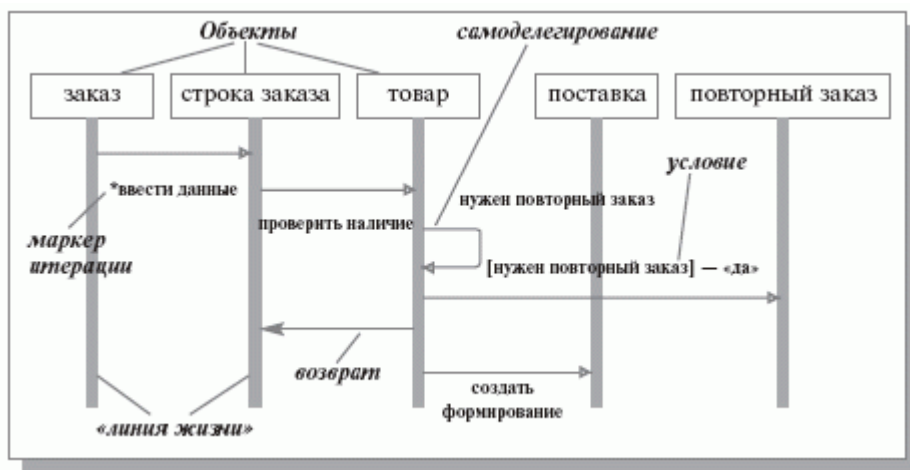 Объекты
самоделегирование
заказ
строка заказа
товар
поставка
повторный заказ
условие
*ввести данные
нужен повторный заказ
проверить наличие
маркер
итерации
[нужен повторный заказ] — «да»
возврат
создать
формирование
«линия жизни»